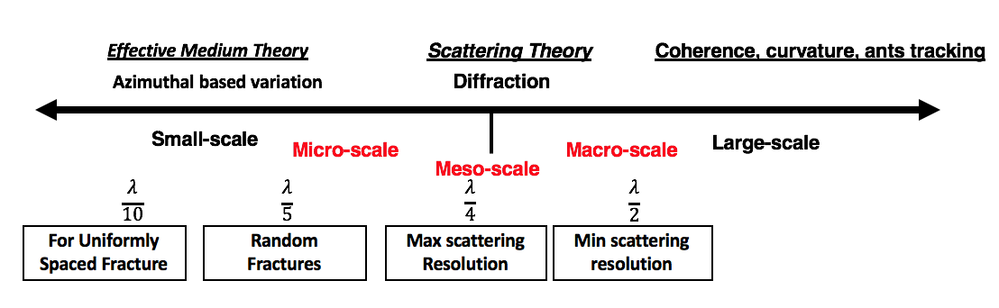 Effective Medium Theory
Scattering Theory
Coherence, curvature, ants tracking
Azimuthal based variation
Diffraction
Small-scale
Micro-scale
Meso-scale
Macro-scale
Large-scale
λ/10
λ/5
λ/4
λ/2
For Uniformly
Spaced Fracture
Random
Fractures
Max scattering
Resolution
Min scattering
resolution